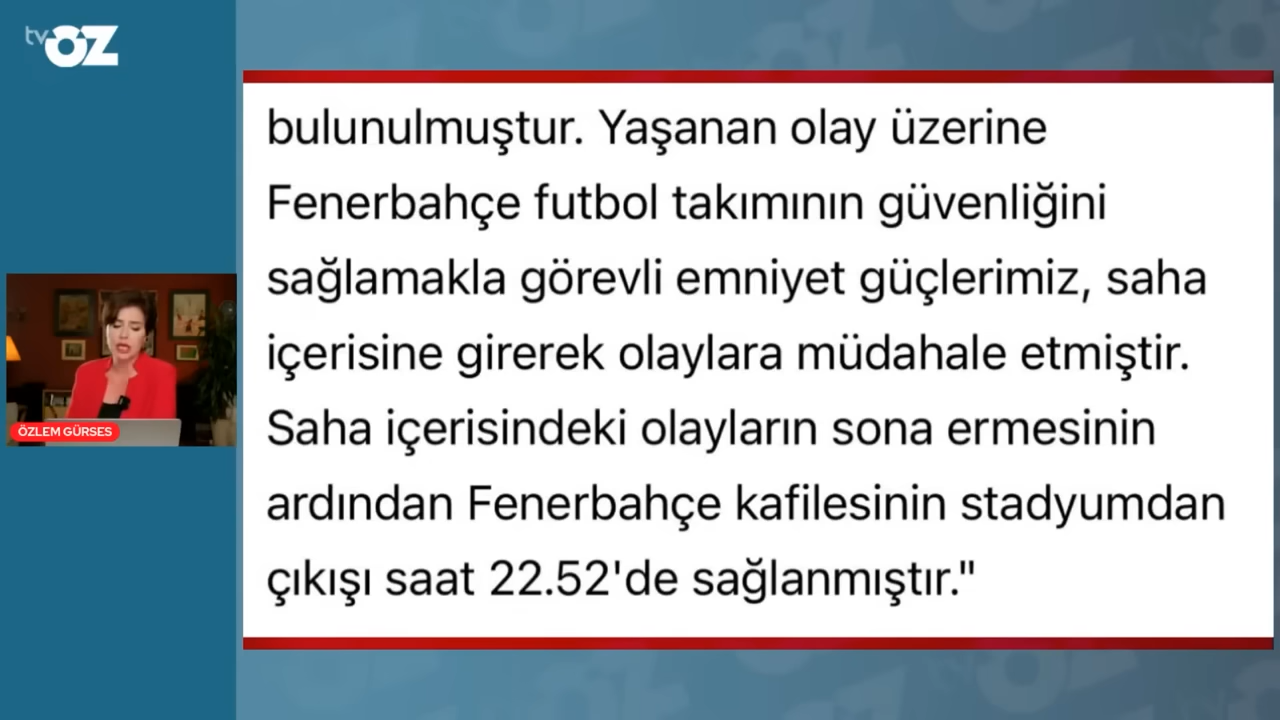 tvÖZ
bulunulmuştur. Yaşanan olay üzerine
Fenerbahçe futbol takımının güvenliğini
sağlamakla görevli emniyet güçlerimiz, saha
içerisine girerek olaylara müdahale etmiştir.
Saha içerisindeki olayların sona ermesinin
ardından Fenerbahçe kafilesinin stadyumdan
çıkışı saat 22.52'de sağlanmıştır."
ÖZLEM GÜRSES